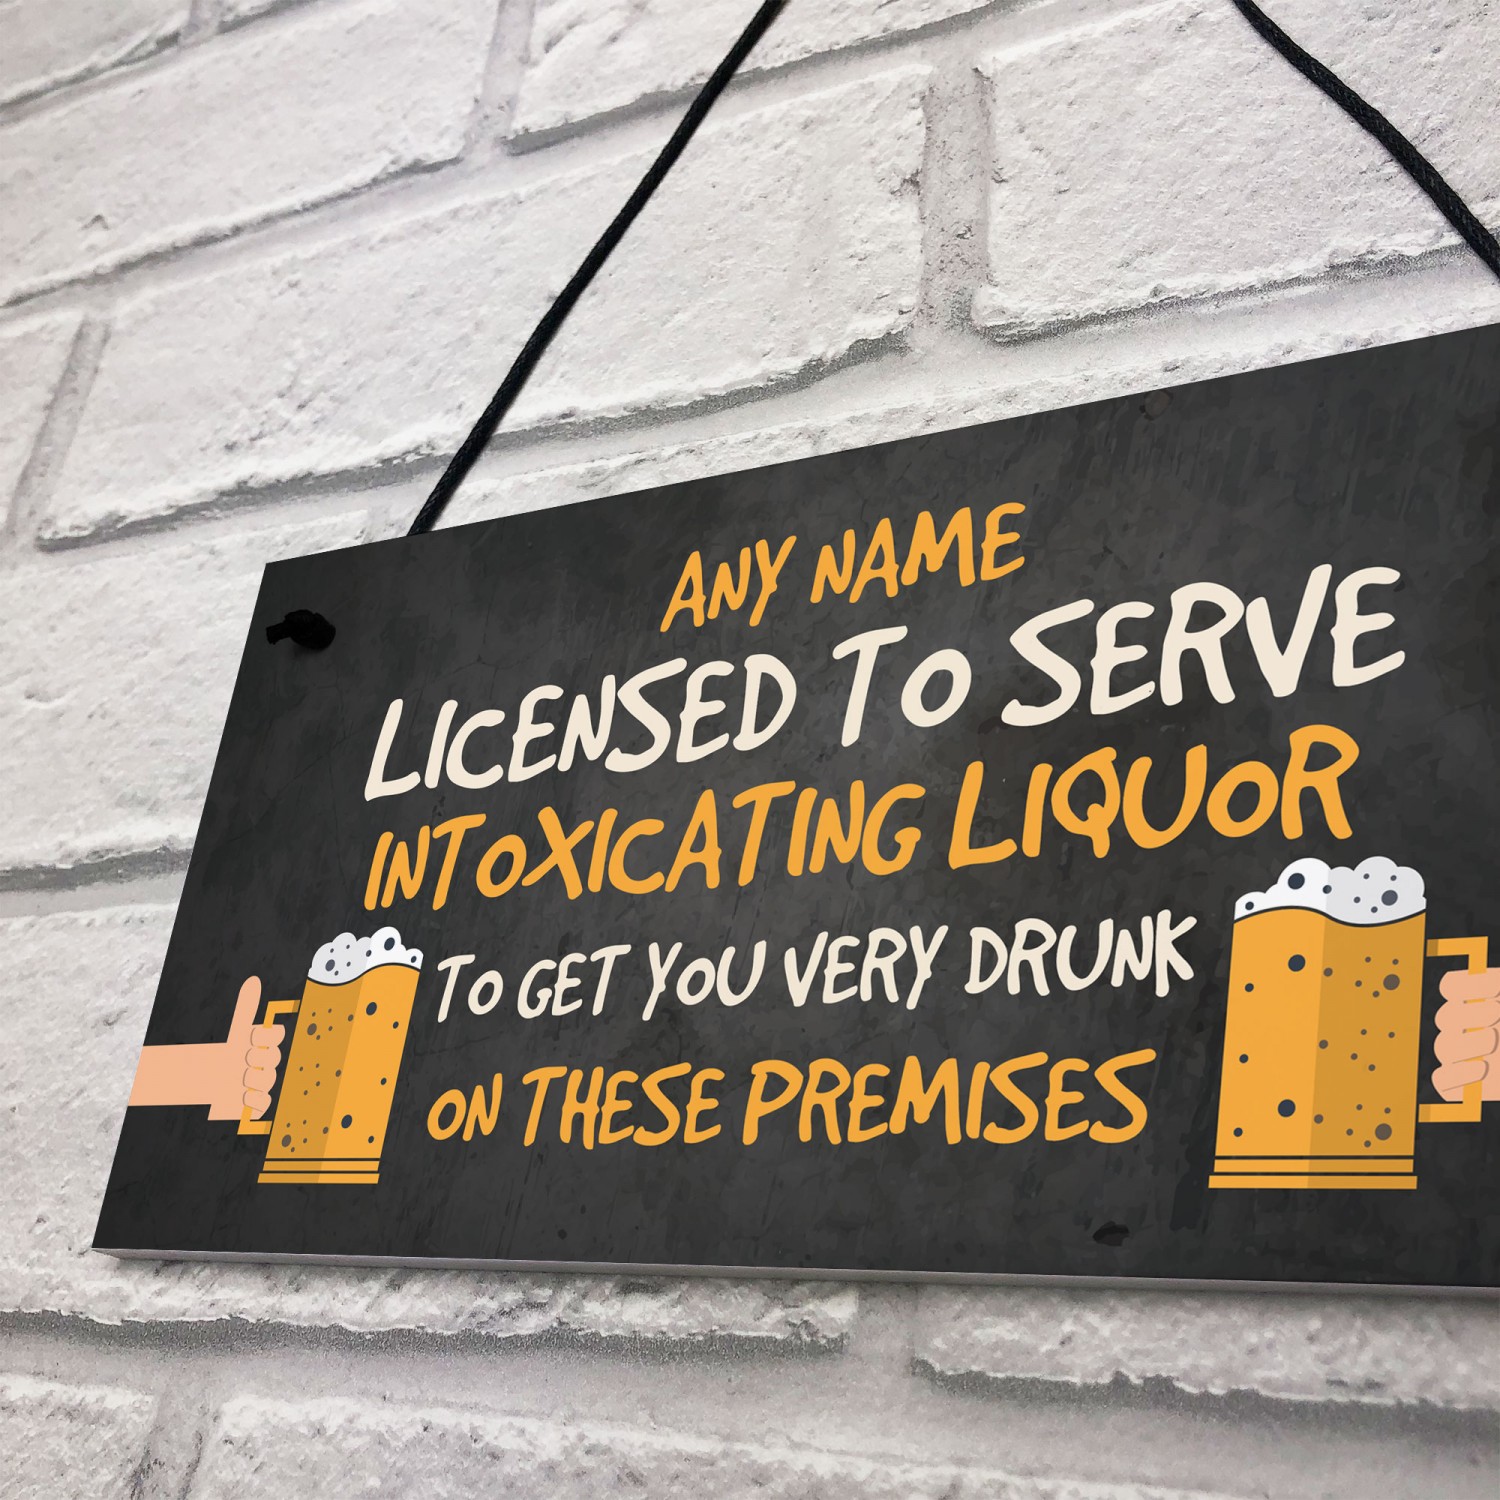 ANY NAME
LICENSED TO SERVE
INTOXICATING LIQUOR
TO GET YOU VERY DRUNK
ON THESE PREMISES